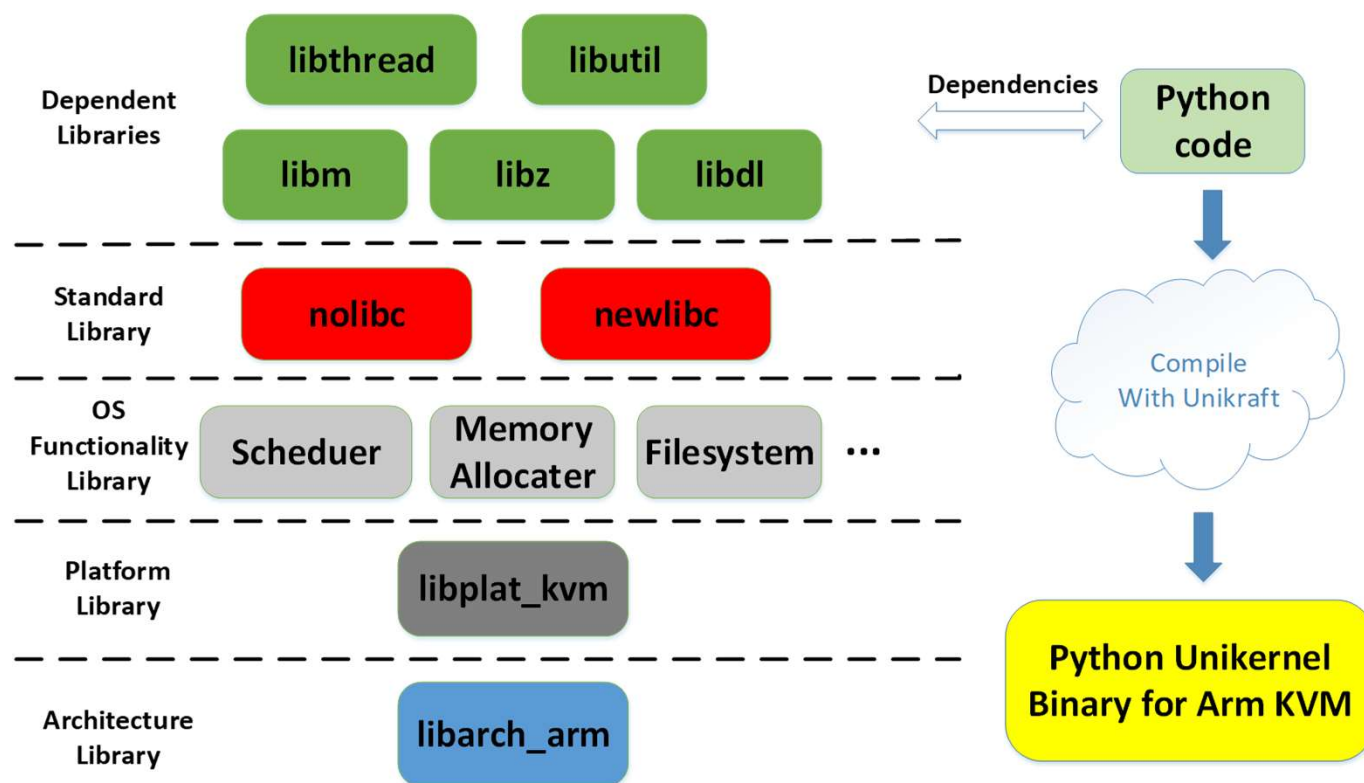 libthread
libutil
Dependent
Libraries
libm
libz
libdl
Dependencies
Python
code
Standard
Library
nolibc
newlibc
Compile
With Unikraft
OS
Functionality
Library
Scheduer
Memory
Allocater
Filesystem
...
Platform
Library
libplat_kvm
Architecture
Library
libarch_arm
Python Unikernel
Binary for Arm KVM